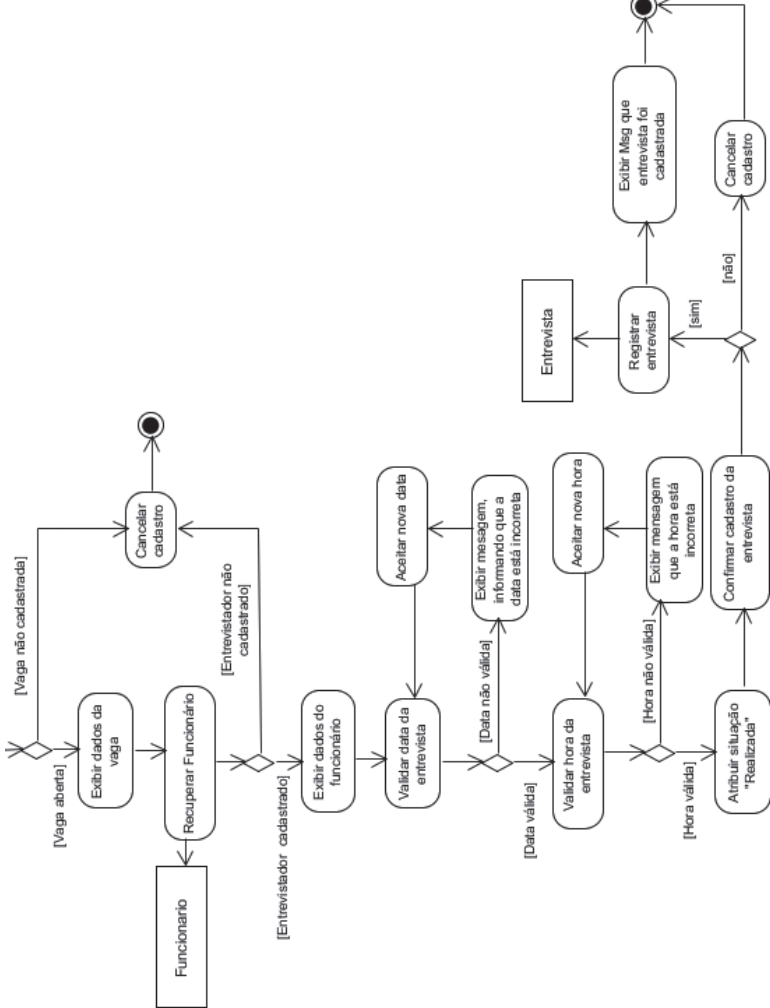 [Vaga não cadastrada]
[Vaga aberta]
Exibir dados da
vaga
Cancelar
cadastro
Recuperar Funcionário
Funcionario
[Entrevistador não
cadastrado]
[Entrevistador cadastrado]
Exibir dados do
funcionário
Validar data da
entrevista
Aceitar nova data
[Data não válida]
Exibir mesagem,
informando que a
data está incorreta
[Data válida]
Validar hora da
entrevista
Aceitar nova hora
[Hora não válida]
Exibir mensagem
que a hora está
incorreta
[Hora válida]
Atribuir situação
"Realizada"
Confirmar cadastro da
entrevista
[sim]
[não]
Registrar
entrevista
Entrevista
Exibir Msg que
entrevista foi
cadastrada
Cancelar
cadastro